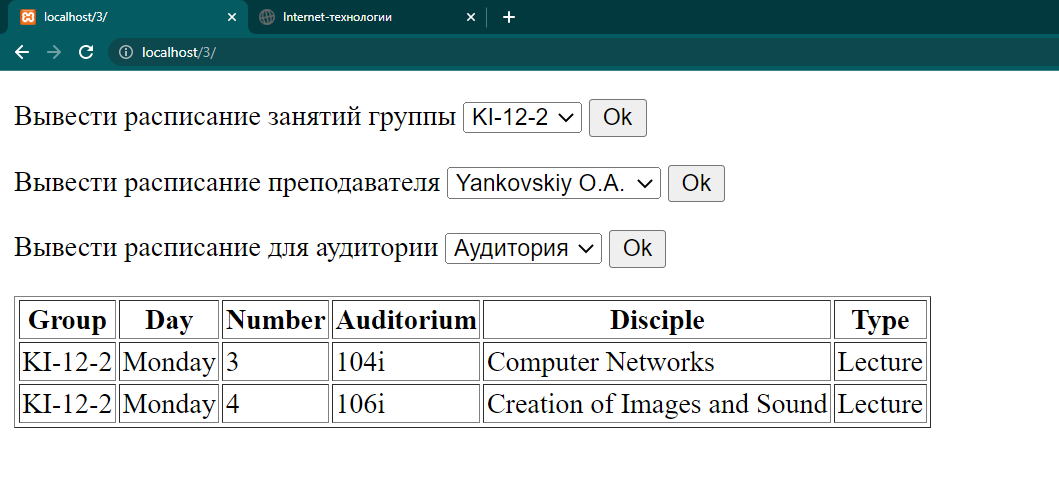 localhost/3/
Internet-технологии
localhost/3/
Вывести расписание занятий группы KI-12-2 Ok
Вывести расписание преподавателя Yankovskiy O.A. Ok
Вывести расписание для аудитории Аудитория Ok
Group Day Number Auditorium Disciple Type
KI-12-2 Monday 3 104i Computer Networks Lecture
KI-12-2 Monday 4 106i Creation of Images and Sound Lecture